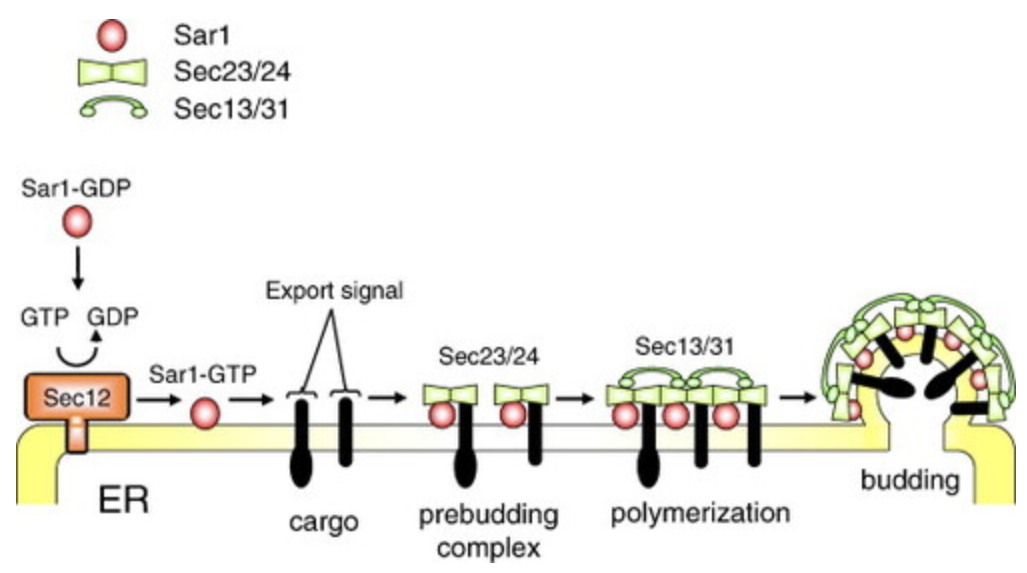 Sar1
Sec23/24
Sec13/31
Sar1-GDP
GTP GDP
Sec12
Sar1-GTP
Export signal
Sec23/24
Sec13/31
ER
cargo
prebudding
complex
polymerization
budding